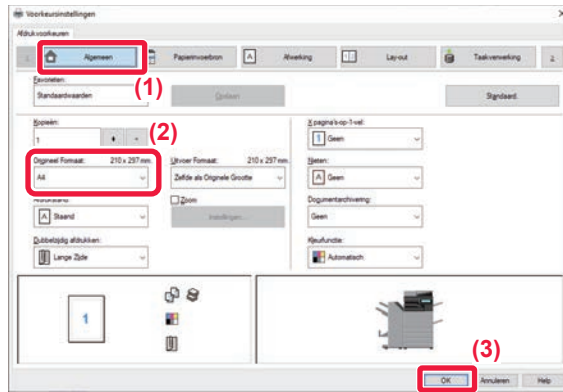 Voorkeursinstellingen
Afdrukvoorkeuren
Algemeen
Papierinvoerbron
Afwerking
Lay-out
Taakverwerking
Favorieten:
Standaardwaarden
(1)
Opslaan
Standaard.
Kopieën:
1
+
-
(2)
X pagina's-op-1-vel:
1 Geen
Origineel Formaat: 210 x 297 mm.
A4
Uitvoer Formaat: 210 x 297 mm.
Zelfde als Originele Grootte
Nieten:
A Geen
Afdrukstand:
A Staand
Zoom
Instellingen...
Documentarchivering:
Geen
Dubbelzijdig afdrukken:
Lange Zijde
Kleurfunctie:
Automatisch
1
(3)
OK
Annuleren
Help